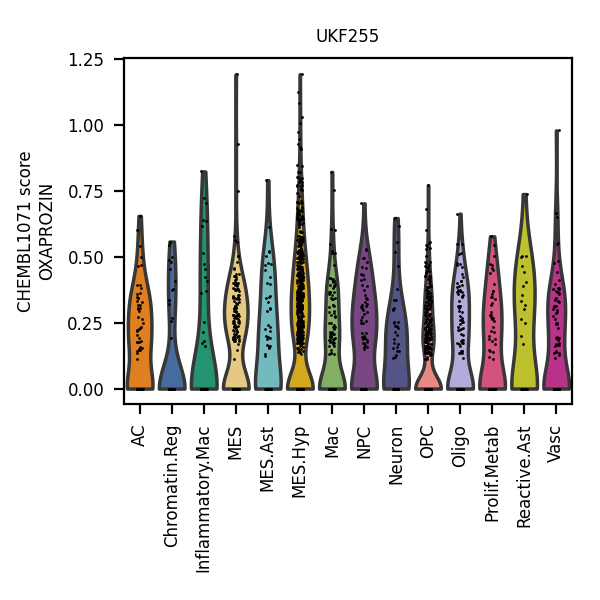 UKF255
CHEMBL1071 score
OXAPROZIN
1.25
1.00
0.75
0.50
0.25
0.00
AC
Chromatin.Reg
Inflammatory.Mac
MES
MES.Ast
MES.Hyp
Mac
NPC
Neuron
OPC
Oligo
Prolif.Metab
Reactive.Ast
Vasc